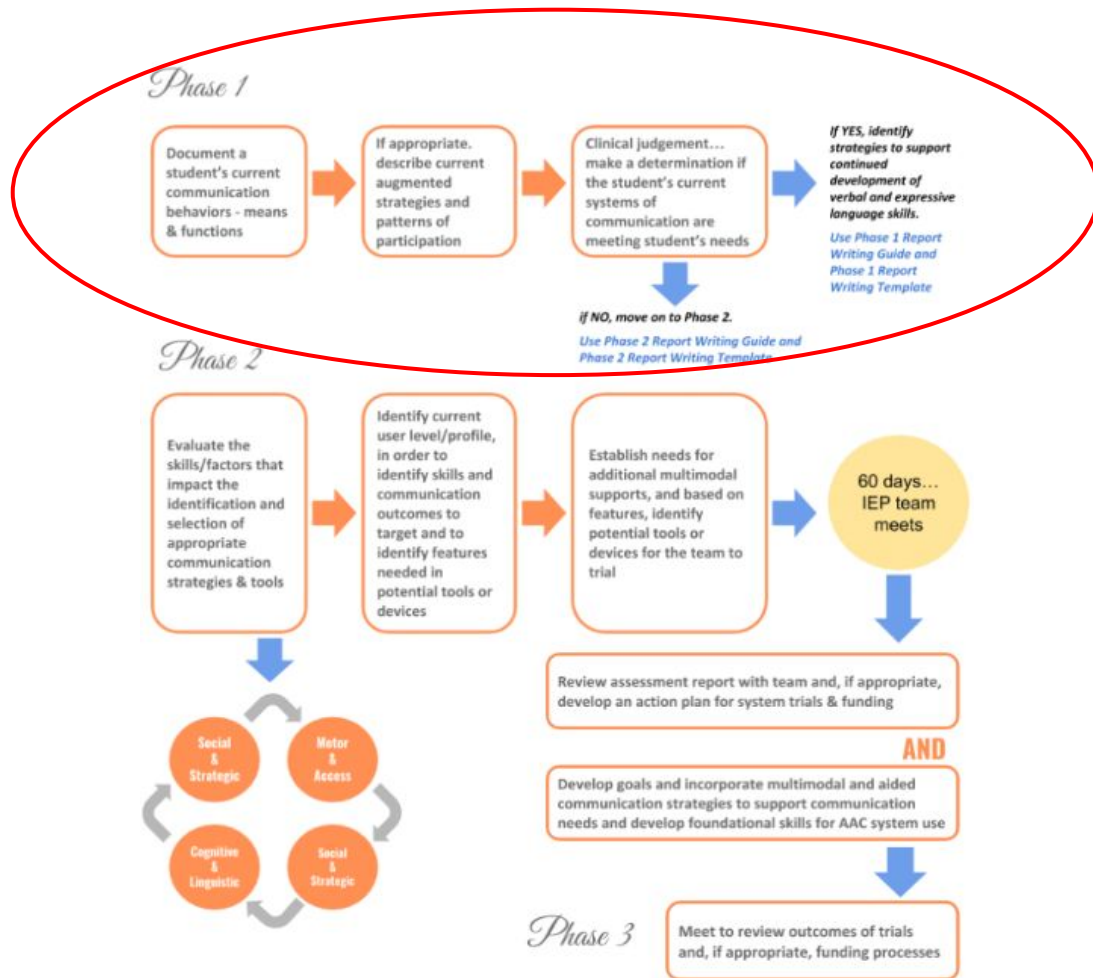 Phase 1
Document a
student's current
communication
behaviors - means
& functions
If appropriate.
describe current
augmented
strategies and
patterns of
participation
Clinical judgement...
make a determination if
the student's current
systems of
communication are
meeting student's needs
If YES, identify
strategies to support
continued
development of
verbal and expressive
language skills.
Use Phase 1 Report
Writing Guide and
Phase 1 Report
Writing Template
if NO, move on to Phase 2.
Use Phase 2 Report Writing Guide and
Phase 2 Report Writing Template
Phase 2
Evaluate the
skills/factors that
impact the
identification and
selection of
appropriate
communication
strategies & tools
Identify current
user level/profile,
in order to
identify skills and
communication
outcomes to
target and to
identify features
needed in
potential tools or
devices
Establish needs for
additional multimodal
supports, and based on
features, identify
potential tools or
devices for the team to
trial
60 days...
IEP team
meets
Social
&
Strategic
Motor
&
Access
Cognitive
&
Linguistic
Social
&
Strategic
Review assessment report with team and, if appropriate,
develop an action plan for system trials & funding
AND
Develop goals and incorporate multimodal and aided
communication strategies to support communication
needs and develop foundational skills for AAC system use
Phase 3
Meet to review outcomes of trials
and, if appropriate, funding processes